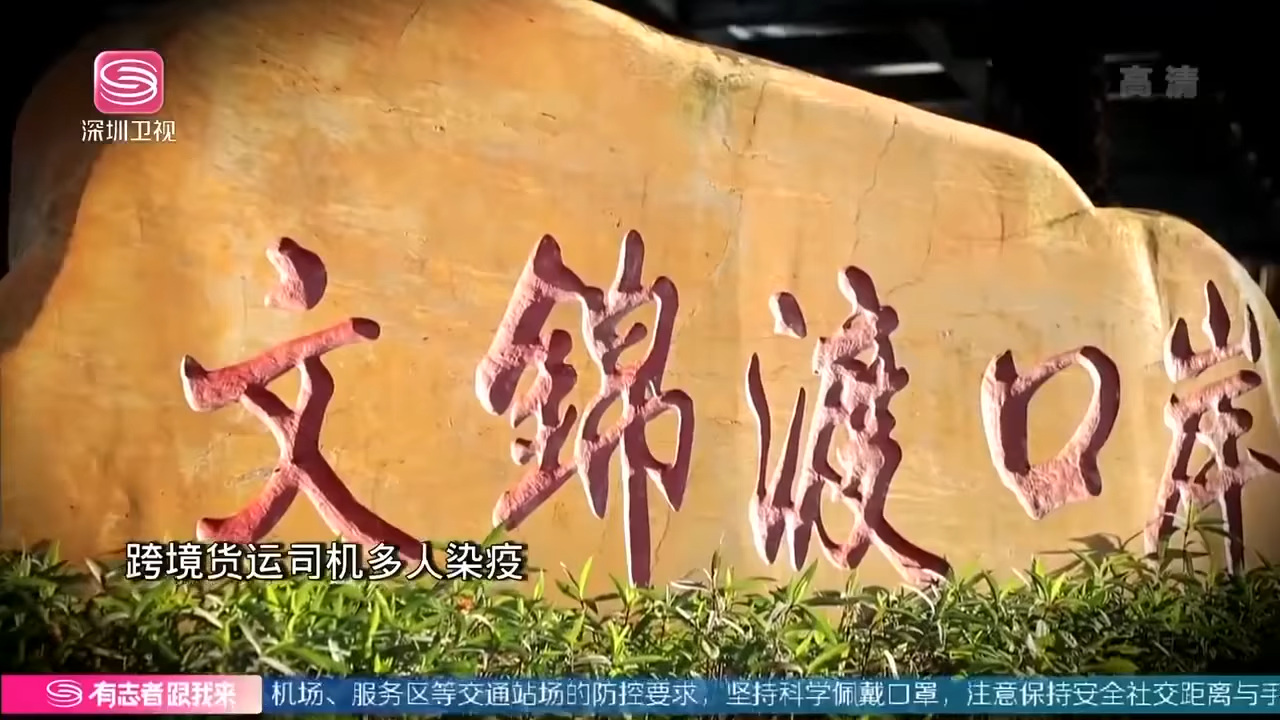 深圳卫视
高清
文錦渡口岸
跨境货运司机多人染疫
有志者跟我来
机场、服务区等交通站场的防控要求，坚持科学佩戴口罩，注意保持安全社交距离与手